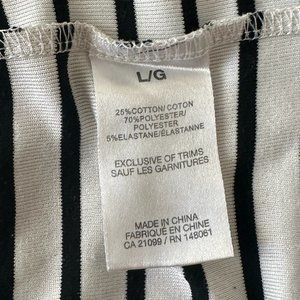 L/G
25%COTTON/ COTON
70%POLYESTER/
POLYESTER
5%ELASTANE/ÉLASTANNE
EXCLUSIVE OF TRIMS
SAUF LES GARNITURES
MADE IN CHINA
FABRIQUÉ EN CHINE
CA 21099 / RN 148061